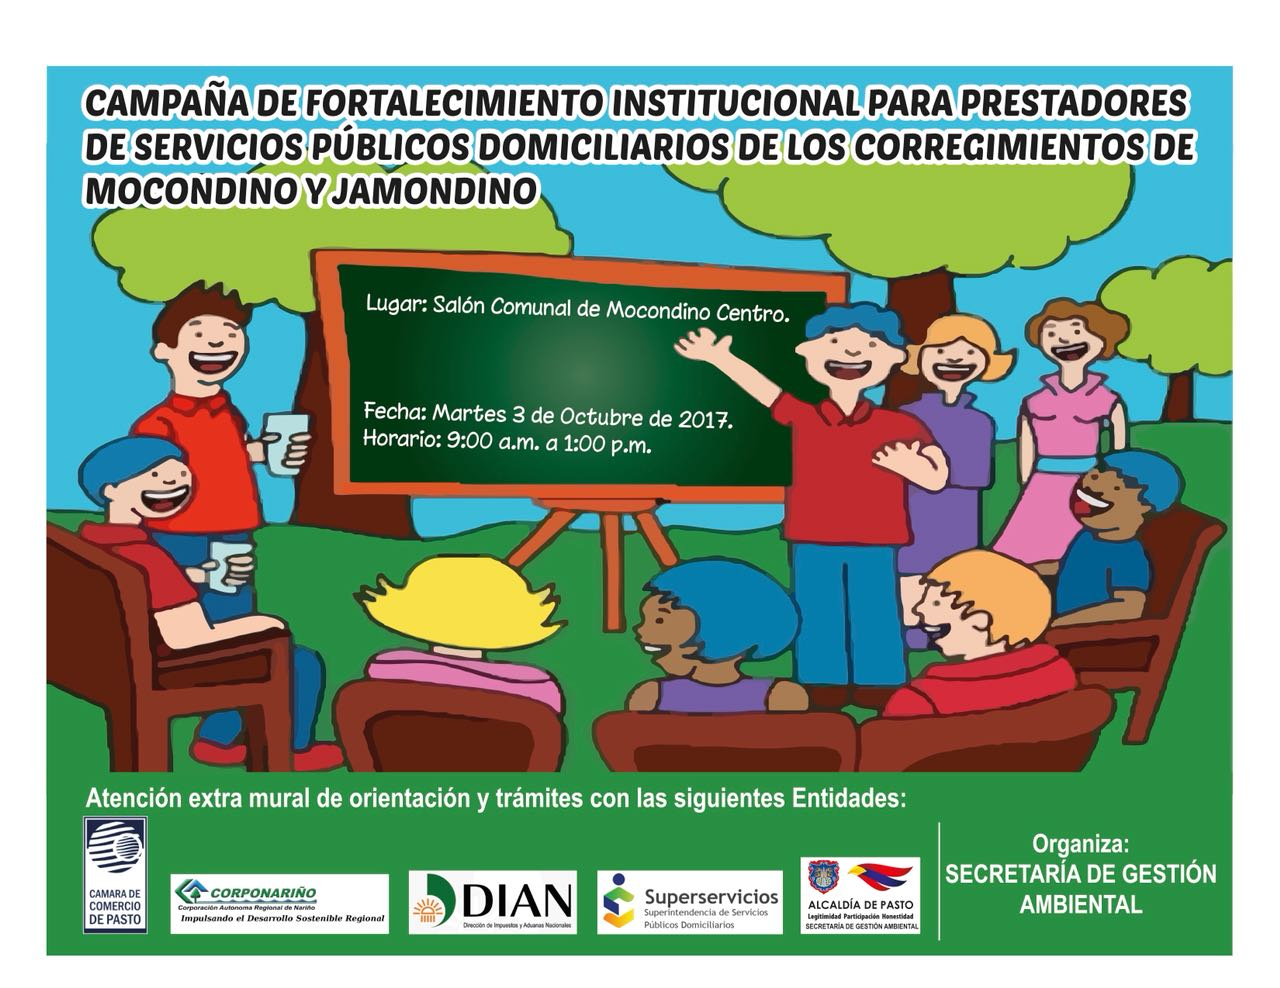 CAMPAÑA DE FORTALECIMIENTO INSTITUCIONAL PARA PRESTADORES
DE SERVICIOS PÚBLICOS DOMICILIARIOS DE LOS CORREGIMIENTOS DE
MOCONDINO Y JAMONDINO
Lugar: Salón Comunal de Mocondino Centro.
Fecha: Martes 3 de Octubre de 2017.
Horario: 9:00 a.m. a 1:00 p.m.
Atención extra mural de orientación y trámites con las siguientes Entidades:
CAMARA DE
COMERCIO
DE PASTO
CORPONARIÑO
Corporación Autonoma Regional de Nariño
Impulsando el Desarrollo Sostenible Regional
DIAN
Dirección de Impuestos y Aduanas Nacionales
Superservicios
Superintendencia de Servicios
Públicos Domiciliarios
ALCALDÍA DE PASTO
Legitimidad Participación Honestidad
SECRETARÍA DE GESTIÓN AMBIENTAL
Organiza:
SECRETARÍA DE GESTIÓN
AMBIENTAL